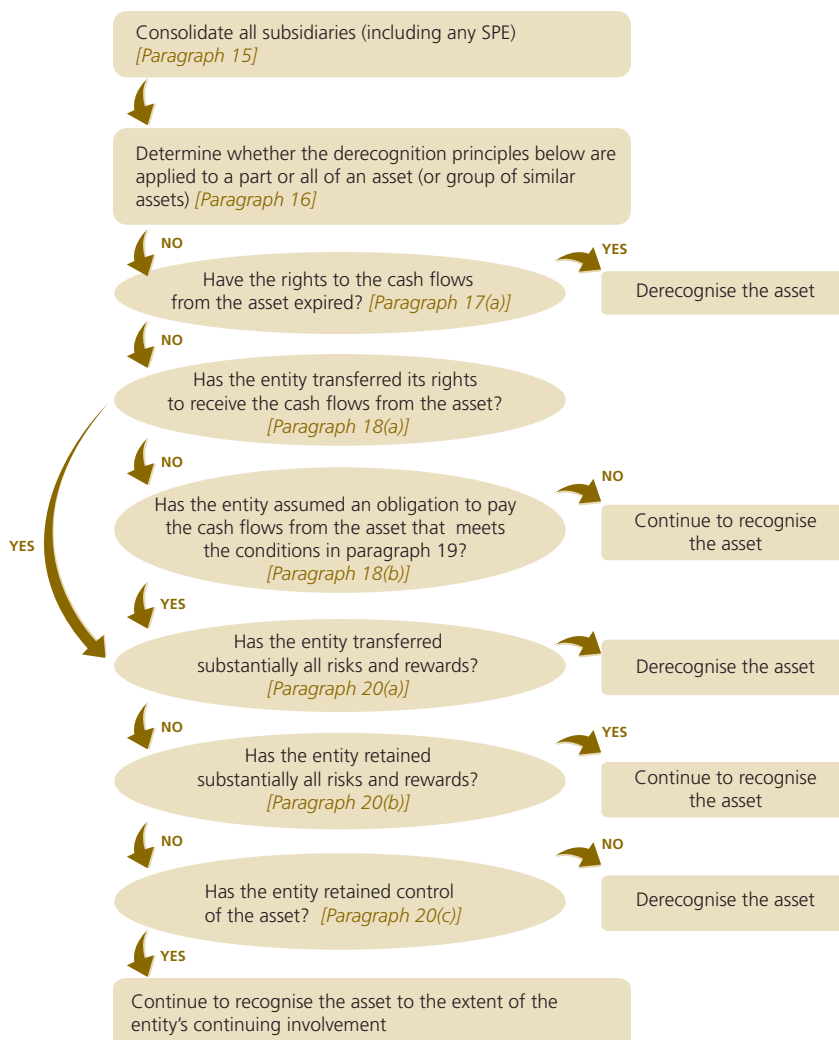 Consolidate all subsidiaries (including any SPE)
[Paragraph 15]
Determine whether the derecognition principles below are
applied to a part or all of an asset (or group of similar
assets) [Paragraph 16]
NO
YES
Have the rights to the cash flows
from the asset expired? [Paragraph 17(a)]
Derecognise the asset
NO
Has the entity transferred its rights
to receive the cash flows from the asset?
[Paragraph 18(a)]
NO
NO
Has the entity assumed an obligation to pay
the cash flows from the asset that meets
the conditions in paragraph 19?
[Paragraph 18(b)]
Continue to recognise
the asset
YES
YES
Has the entity transferred
substantially all risks and rewards?
[Paragraph 20(a)]
Derecognise the asset
NO
YES
Has the entity retained
substantially all risks and rewards?
[Paragraph 20(b)]
Continue to recognise
the asset
NO
NO
Has the entity retained control
of the asset? [Paragraph 20(c)]
Derecognise the asset
YES
Continue to recognise the asset to the extent of the
entity's continuing involvement